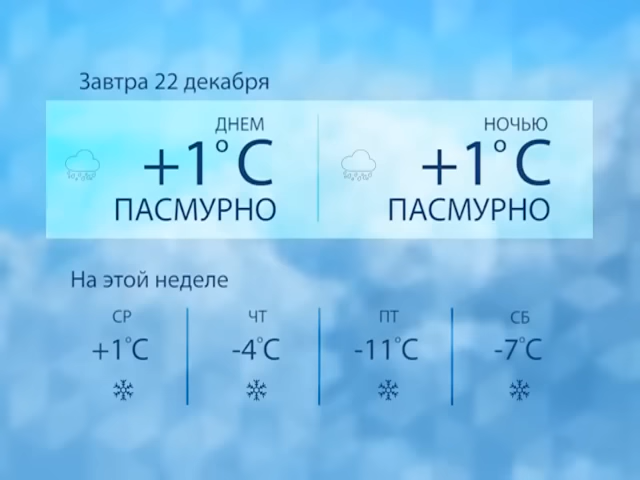 Завтра 22 декабря
ДНЕМ
+1°C
ПАСМУРНО
НОЧЬЮ
+1°C
ПАСМУРНО
На этой неделе
СР ЧТ ПТ СБ
+1°C -4°C -11°C -7°C